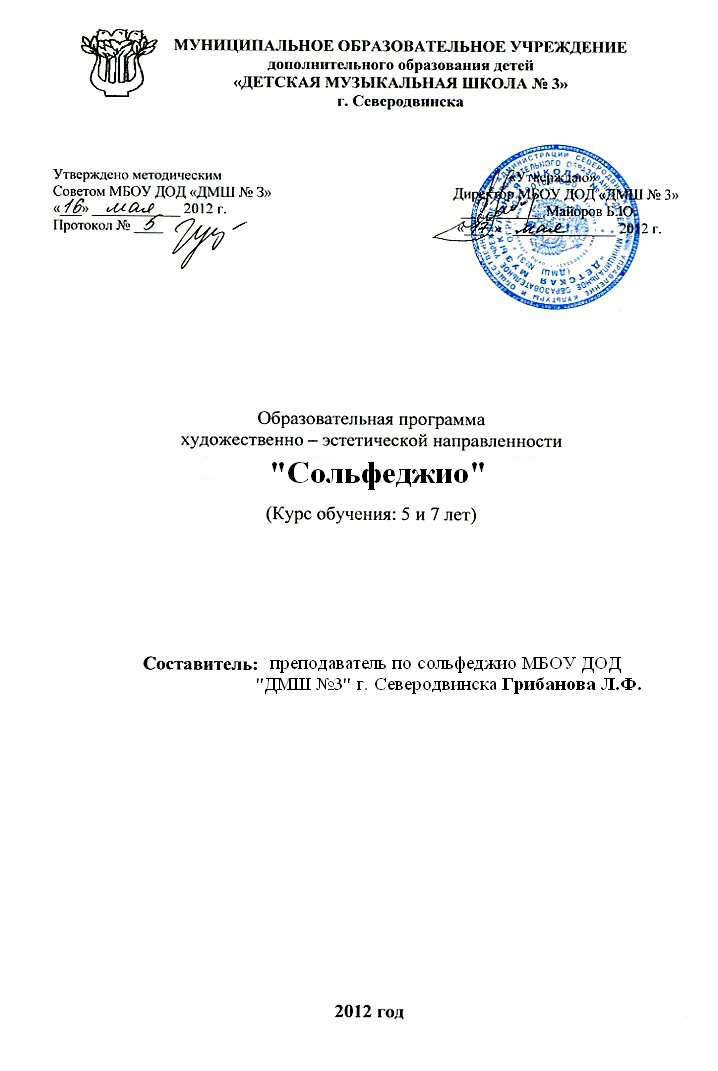 МУНИЦИПАЛЬНОЕ ОБРАЗОВАТЕЛЬНОЕ УЧРЕЖДЕНИЕ
дополнительного образования детей
«ДЕТСКАЯ МУЗЫКАЛЬНАЯ ШКОЛА № 3»
г. Северодвинска
Утверждено методическим
Советом МБОУ ДОД «ДМШ № 3»
«16» мая 2012 г.
Протокол № 5
«Утверждаю»
Директор МБОУ ДОД «ДМШ № 3»
Майоров Б.Ю.
мая 2012 г.
Образовательная программа
художественно – эстетической направленности
"Сольфеджио"
(Курс обучения: 5 и 7 лет)
Составитель: преподаватель по сольфеджио МБОУ ДОД
"ДМШ №3" г. Северодвинска Грибанова Л.Ф.
2012 год